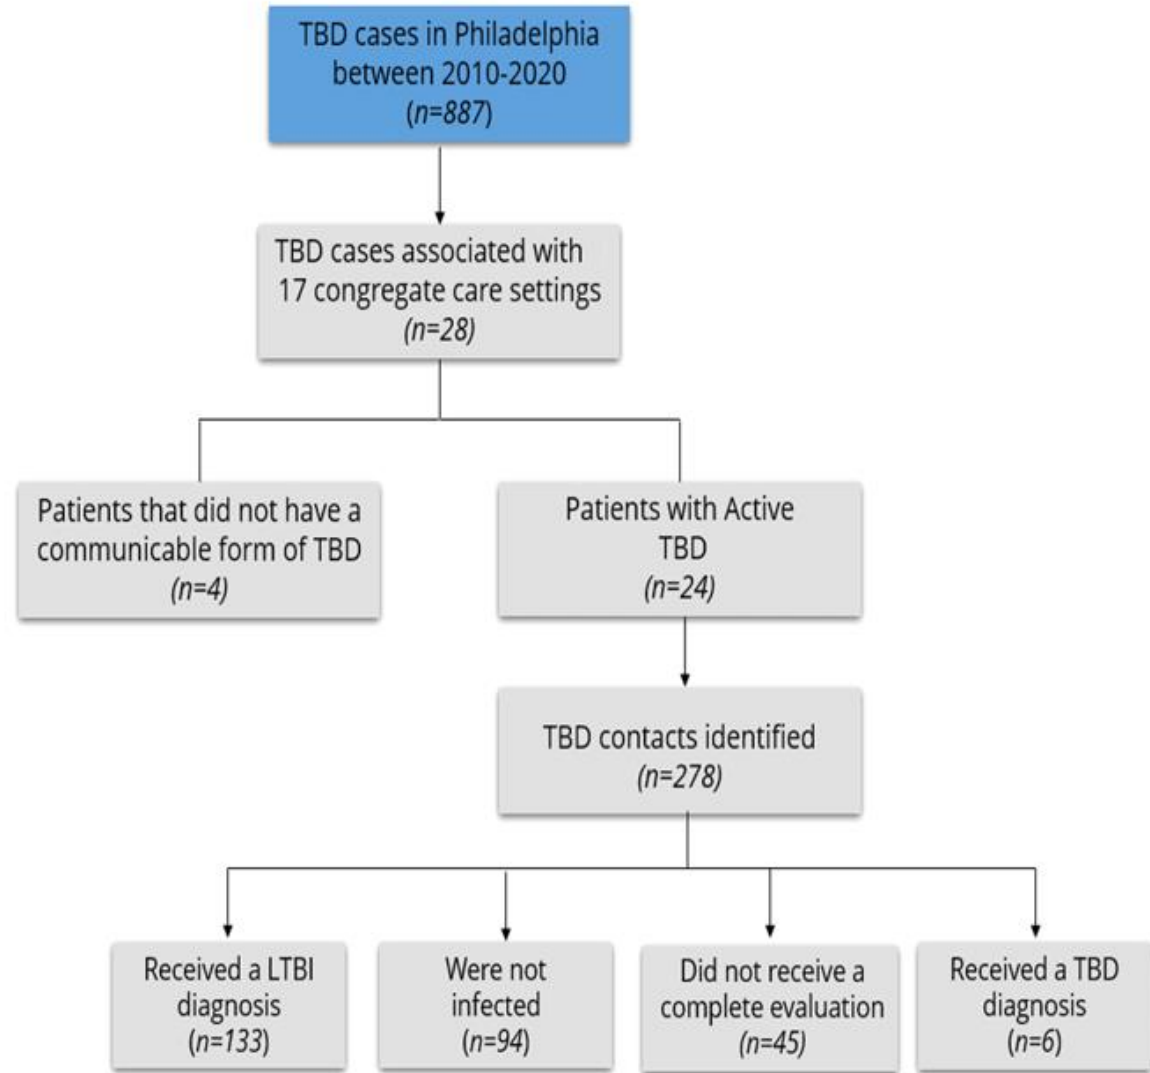 TBD cases in Philadelphia
between 2010-2020
(n=887)
TBD cases associated with
17 congregate care settings
(n=28)
Patients that did not have a
communicable form of TBD
(n=4)
Patients with Active
TBD
(n=24)
TBD contacts identified
(n=278)
Received a LTBI
diagnosis
(n=133)
Were not
infected
(n=94)
Did not receive a
complete evaluation
(n=45)
Received a TBD
diagnosis
(n=6)